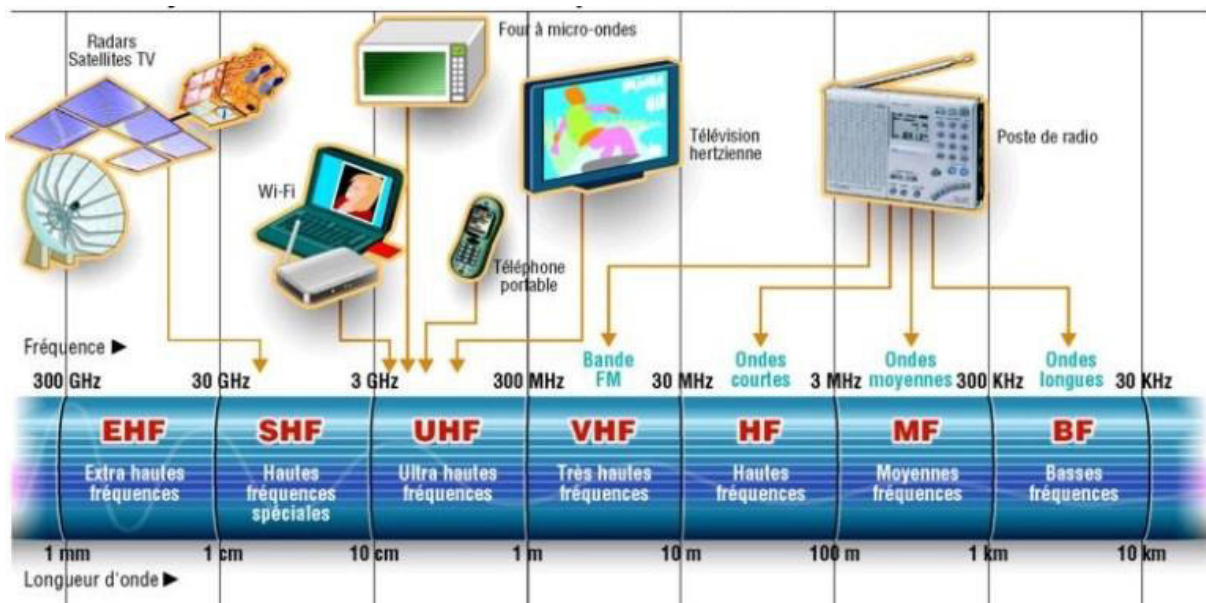 Radars
Satellites TV
Four à micro-ondes
Wi-Fi
Téléphone
portable
Télévision
hertzienne
Poste de radio
Fréquence ►
Bande
FM
Ondes
courtes
Ondes
moyennes
Ondes
longues
300 GHz 30 GHz 3 GHz 300 MHz 30 MHz 3 MHz 300 KHz 30 KHz
EHF
Extra hautes
fréquences
SHF
Hautes
fréquences
spéciales
UHF
Ultra hautes
fréquences
VHF
Très hautes
fréquences
HF
Hautes
fréquences
MF
Moyennes
fréquences
BF
Basses
fréquences
1 mm 1 cm 10 cm 1 m 10 m 100 m 1 km 10 km
Longueur d'onde ►